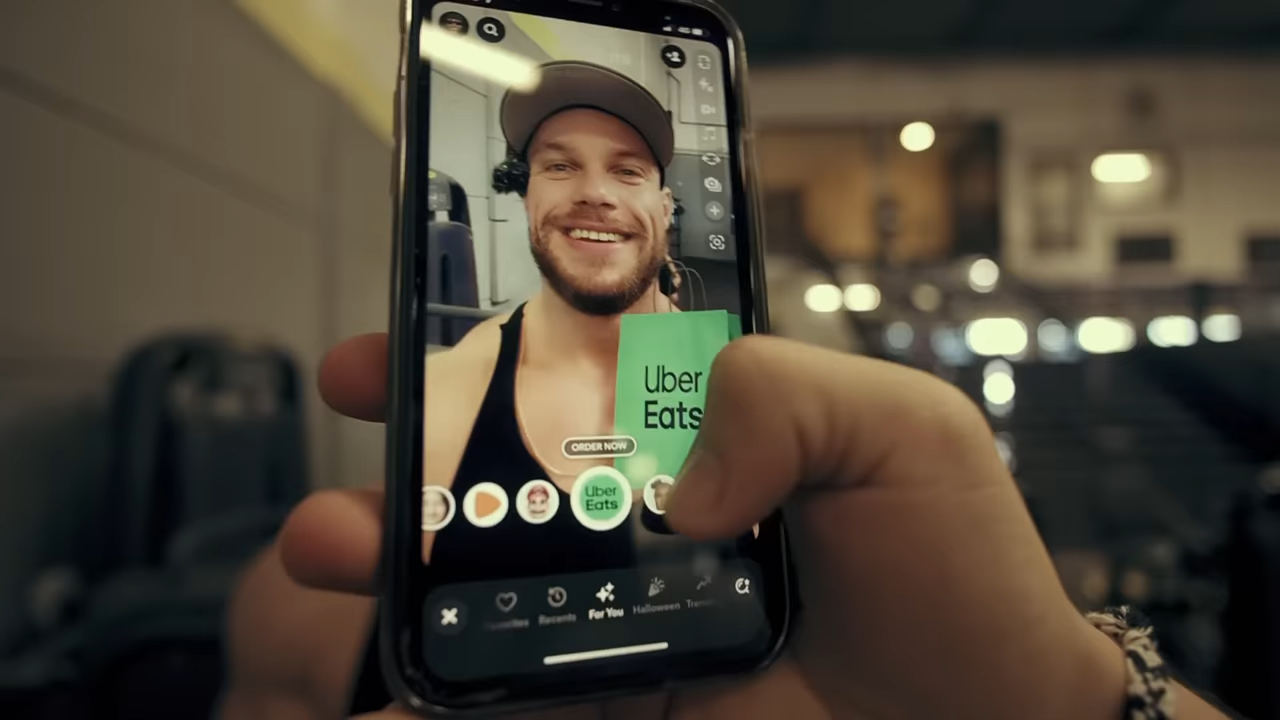 Uber
Eats
ORDER NOW
Uber
Eats
Recents
For You
Halloween